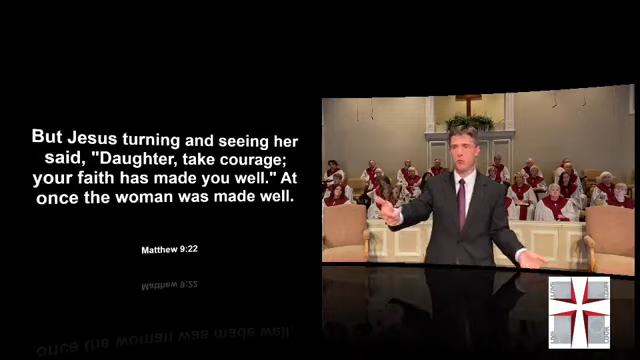 But Jesus turning and seeing her
said, "Daughter, take courage;
your faith has made you well." At
once the woman was made well.
Matthew 9:22